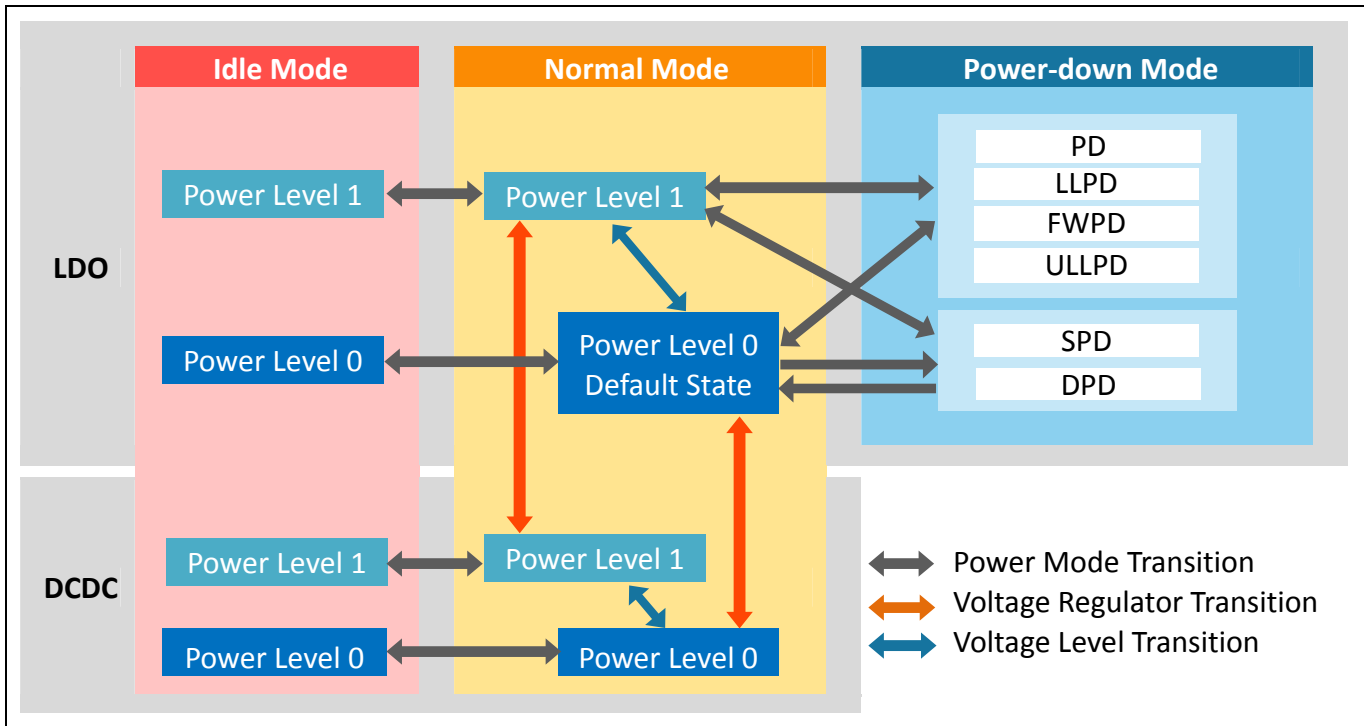 Idle Mode
Normal Mode
Power-down Mode
LDO
Power Level 1
Power Level 1
PD
LLPD
FWPD
ULLPD
Power Level 0
Power Level 0
Default State
SPD
DPD
DCDC
Power Level 1
Power Level 1
Power Level 0
Power Level 0
Power Mode Transition
Voltage Regulator Transition
Voltage Level Transition